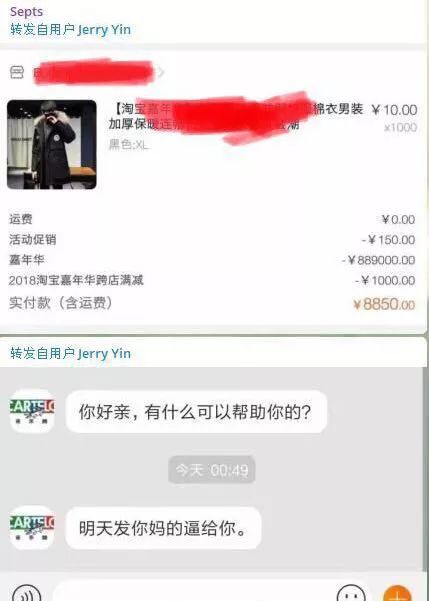 Septs
转发自用户 Jerry Yin
【淘宝嘉年 棉衣男装 ¥10.00
加厚保暖连 潮 x1000
黑色;XL
运费 ¥0.00
活动促销 -¥150.00
嘉年华 -¥889000.00
2018淘宝嘉年华跨店满减 -¥1000.00
实付款（含运费） ¥8850.00
转发自用户 Jerry Yin
你好亲，有什么可以帮助你的？
今天 00:49
明天发你妈的逼给你。